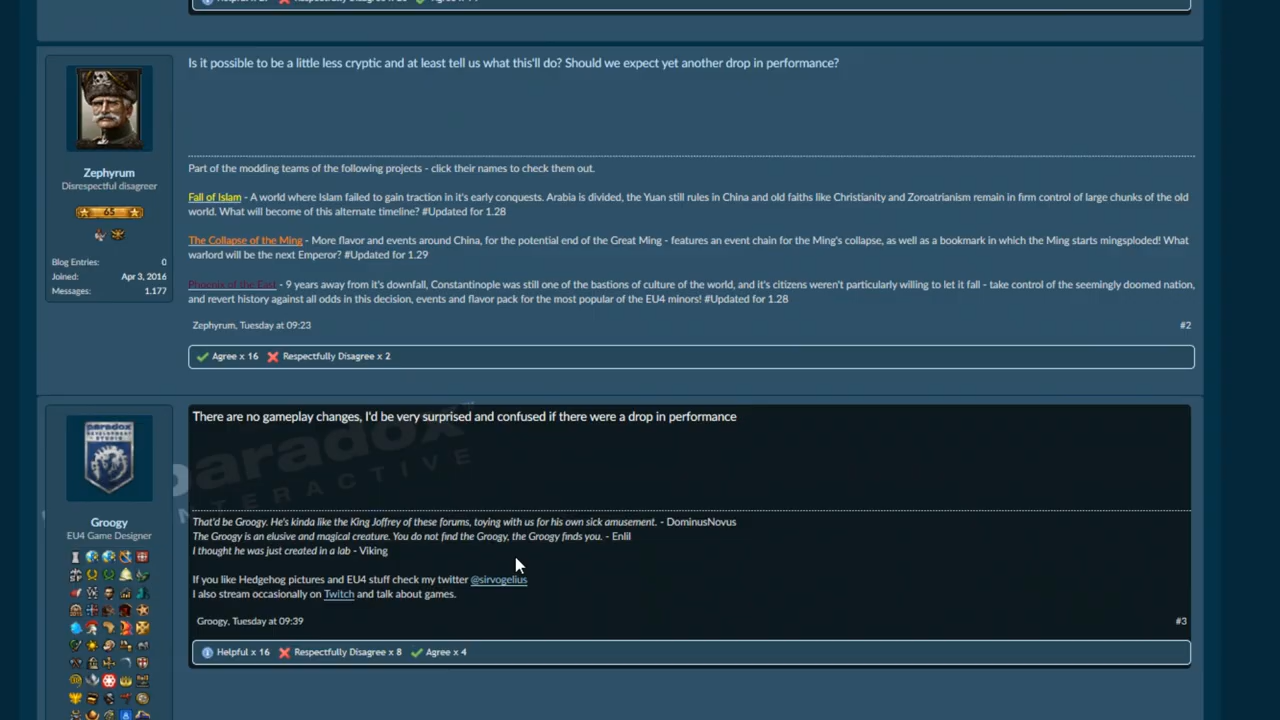 Is it possible to be a little less cryptic and at least tell us what this'll do? Should we expect yet another drop in performance?
Zephyrum
Disrespectful disagreer
65
Blog Entries: 0
Joined: Apr 3, 2016
Messages: 1.177
Part of the modding teams of the following projects - click their names to check them out.
Fall of Islam - A world where Islam failed to gain traction in it's early conquests. Arabia is divided, the Yuan still rules in China and old faiths like Christianity and Zoroatrianism remain in firm control of large chunks of the old
world. What will become of this alternate timeline? #Updated for 1.28
The Collapse of the Ming - More flavor and events around China, for the potential end of the Great Ming - features an event chain for the Ming's collapse, as well as a bookmark in which the Ming starts mingsploded! What
warlord will be the next Emperor? #Updated for 1.29
Phoenix of the East - 9 years away from it's downfall, Constantinople was still one of the bastions of culture of the world, and it's citizens weren't particularly willing to let it fall - take control of the seemingly doomed nation,
and revert history against all odds in this decision, events and flavor pack for the most popular of the EU4 minors! #Updated for 1.28
Zephyrum, Tuesday at 09:23 #2
Agree x 16 Respectfully Disagree x 2
There are no gameplay changes, I'd be very surprised and confused if there were a drop in performance
paradox
INTERACTIVE
Groogy
EU4 Game Designer
That'd be Groogy. He's kinda like the King Joffrey of these forums, toying with us for his own sick amusement. - DominusNovus
The Groogy is an elusive and magical creature. You do not find the Groogy, the Groogy finds you. - Enlil
I thought he was just created in a lab - Viking
If you like Hedgehog pictures and EU4 stuff check my twitter @sirvogelius
I also stream occasionally on Twitch and talk about games.
Groogy, Tuesday at 09:39 #3
Helpful x 16 Respectfully Disagree x 8 Agree x 4